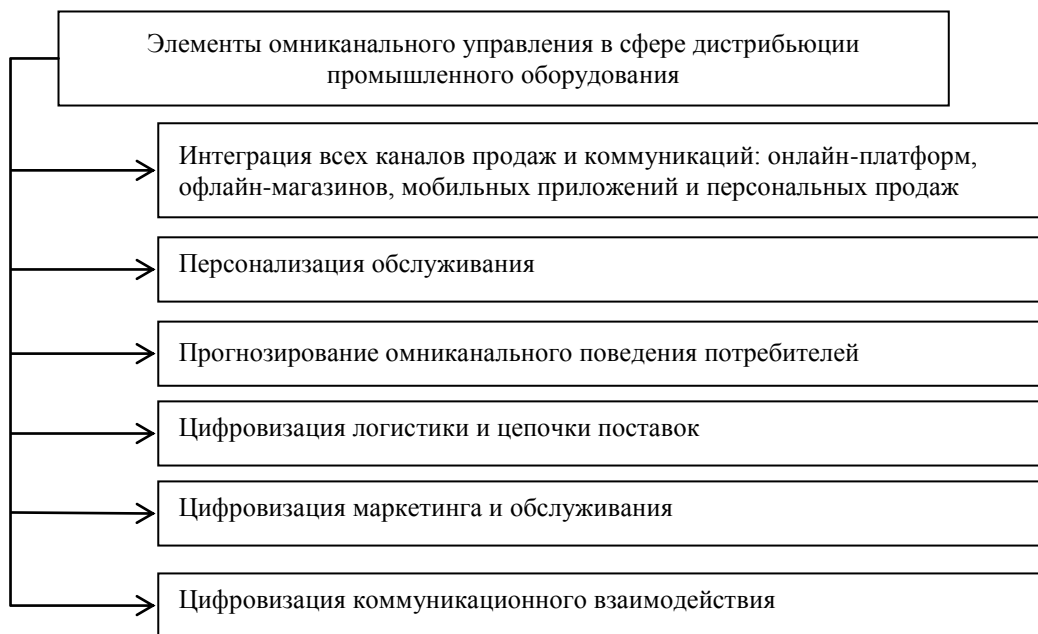 Элементы омниканального управления в сфере дистрибьюции
промышленного оборудования
Интеграция всех каналов продаж и коммуникаций: онлайн-платформ,
офлайн-магазинов, мобильных приложений и персональных продаж
Персонализация обслуживания
Прогнозирование омниканального поведения потребителей
Цифровизация логистики и цепочки поставок
Цифровизация маркетинга и обслуживания
Цифровизация коммуникационного взаимодействия